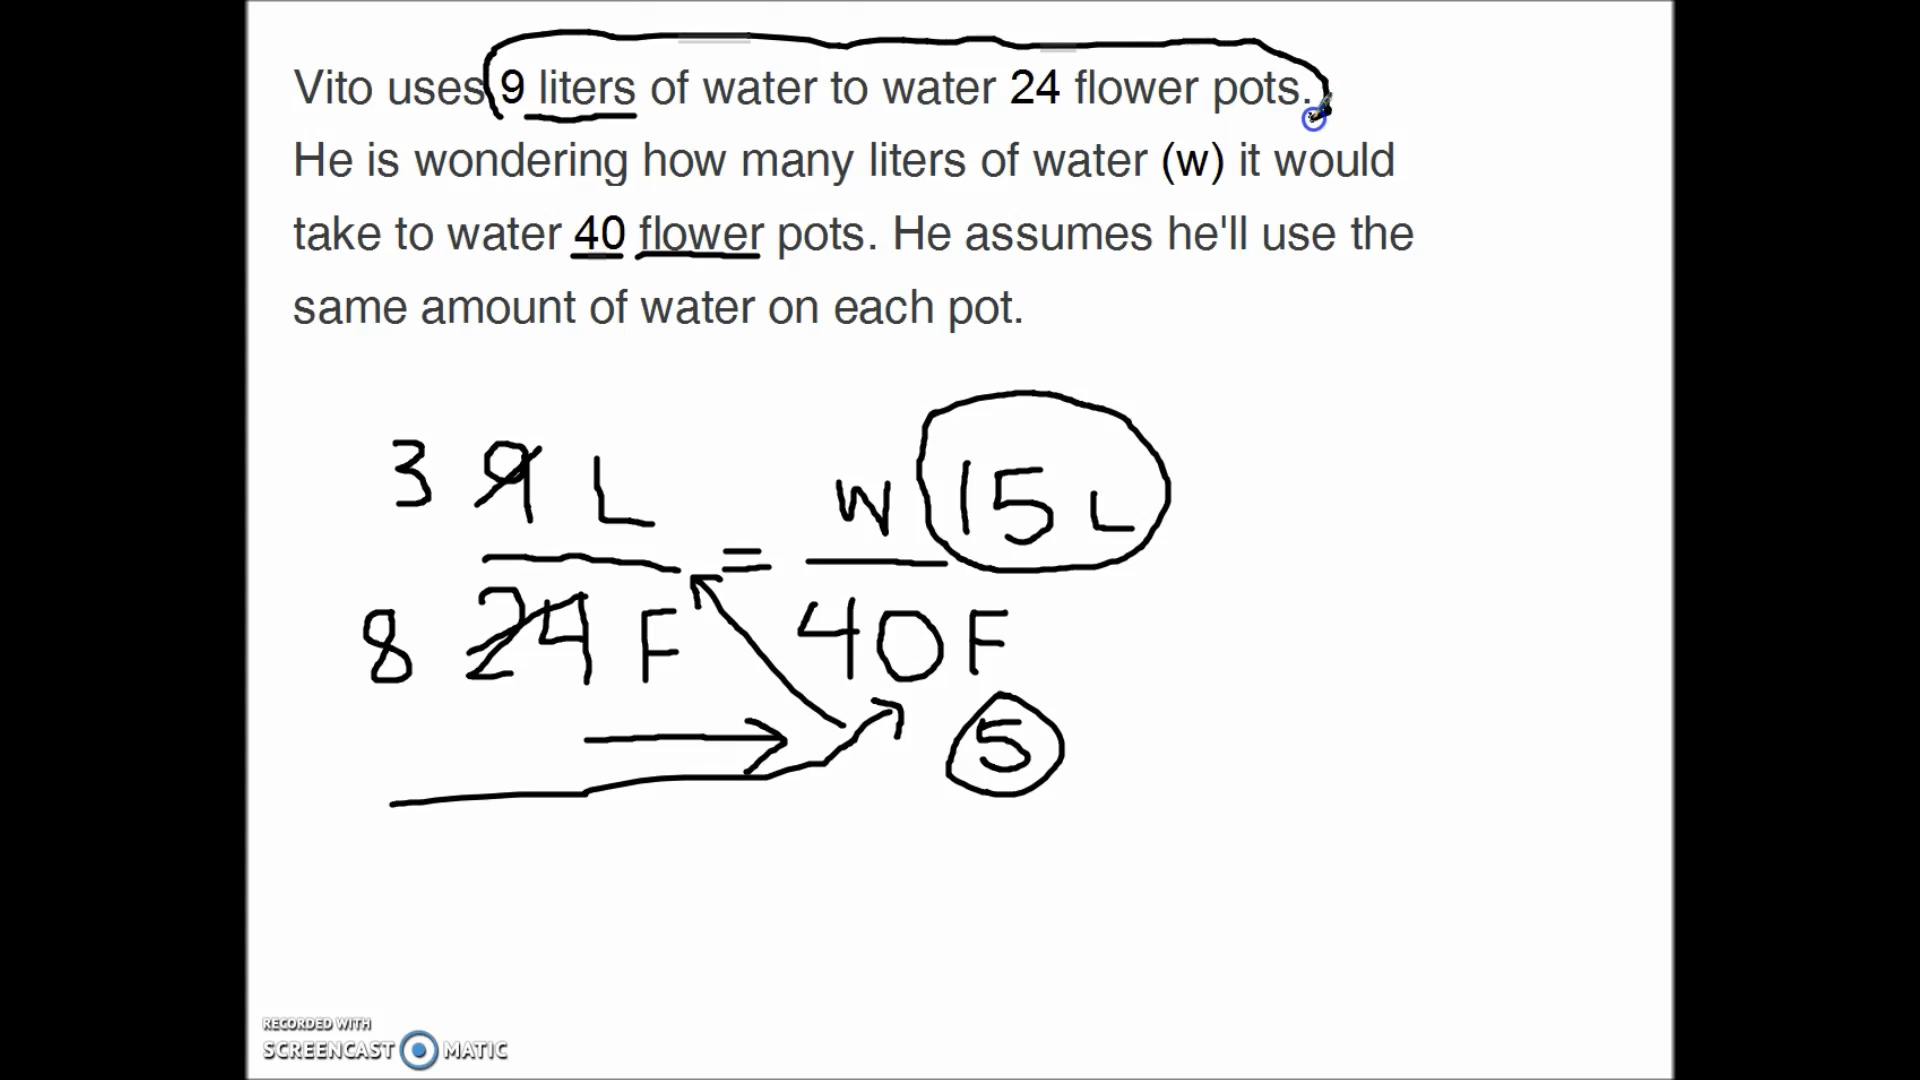 Vito uses 9 liters of water to water 24 flower pots.
He is wondering how many liters of water (w) it would
take to water 40 flower pots. He assumes he'll use the
same amount of water on each pot.
3 9 L = W 15 L
8 24 F 40 F
5
RECORDED WITH
SCREENCAST MATIC